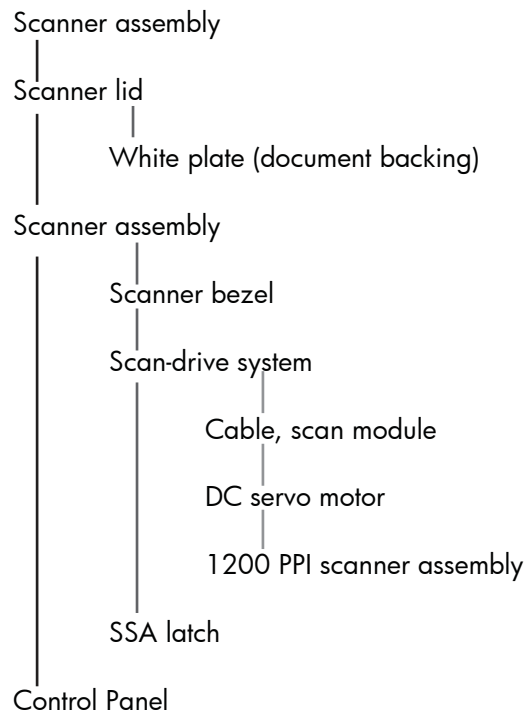 Scanner assembly
Scanner lid
White plate (document backing)
Scanner assembly
Scanner bezel
Scan-drive system
Cable, scan module
DC servo motor
1200 PPI scanner assembly
SSA latch
Control Panel